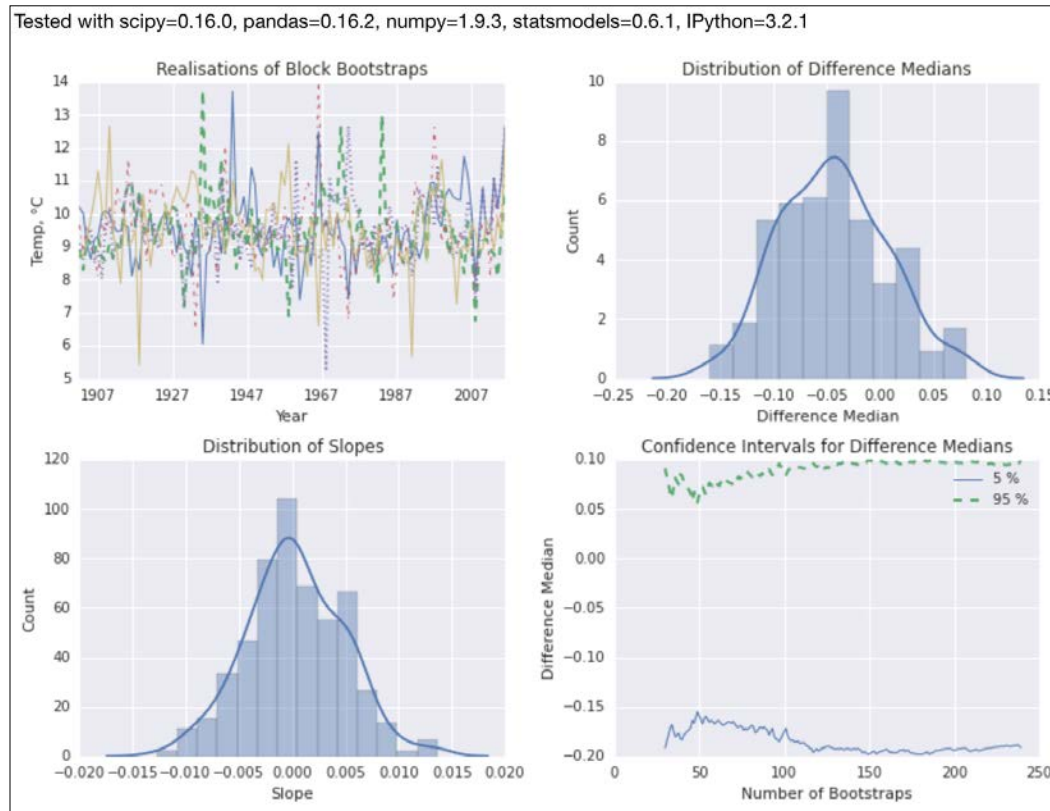 Tested with scipy=0.16.0, pandas=0.16.2, numpy=1.9.3, statsmodels=0.6.1, IPython=3.2.1
Realisations of Block Bootstraps
14
13
12
11
10
9
8
7
6
5
Temp, °C
1907 1927 1947 1967 1987 2007
Year
Distribution of Difference Medians
10
8
6
4
2
0
Count
−0.25 −0.20 −0.15 −0.10 −0.05 0.00 0.05 0.10 0.15
Difference Median
Distribution of Slopes
120
100
80
60
40
20
0
Count
−0.020 −0.015 −0.010 −0.005 0.000 0.005 0.010 0.015 0.020
Slope
Confidence Intervals for Difference Medians
0.10
0.05
0.00
−0.05
−0.10
−0.15
−0.20
Difference Median
5 %
95 %
0 50 100 150 200 250
Number of Bootstraps